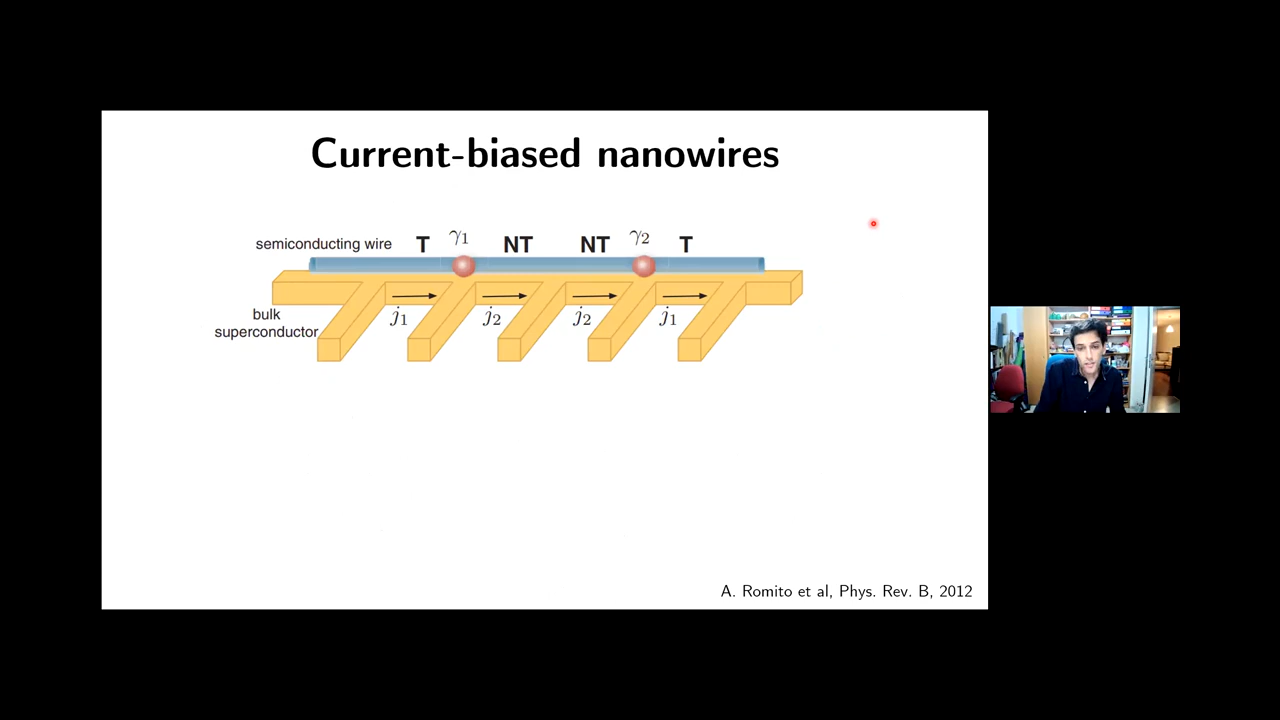 Current-biased nanowires
semiconducting wire T γ₁ NT NT γ₂ T
j₁ j₂ j₂ j₁
bulk
superconductor
A. Romito et al, Phys. Rev. B, 2012